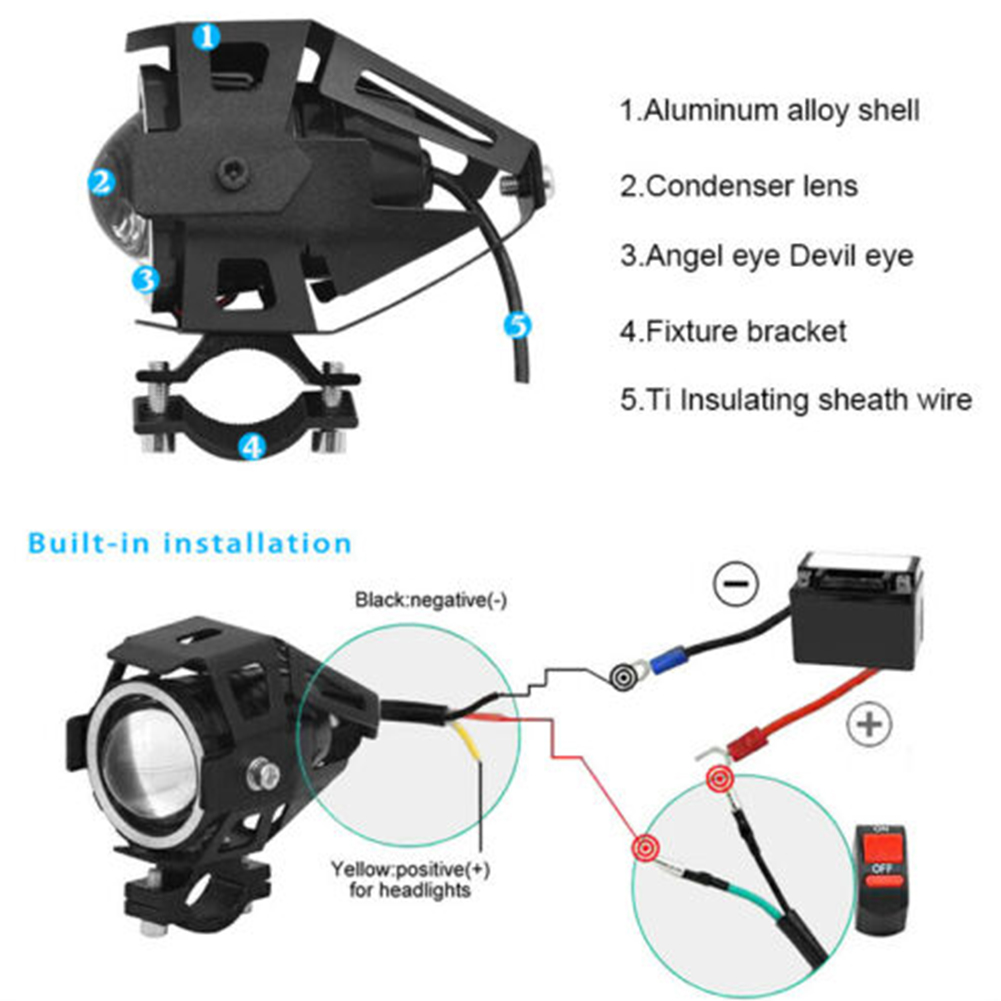 1
2
3
4
5
1.Aluminum alloy shell
2.Condenser lens
3.Angel eye Devil eye
4.Fixture bracket
5.Ti Insulating sheath wire
Built-in installation
Black:negative(-)
−
+
Yellow:positive(+)
for headlights
ON
OFF